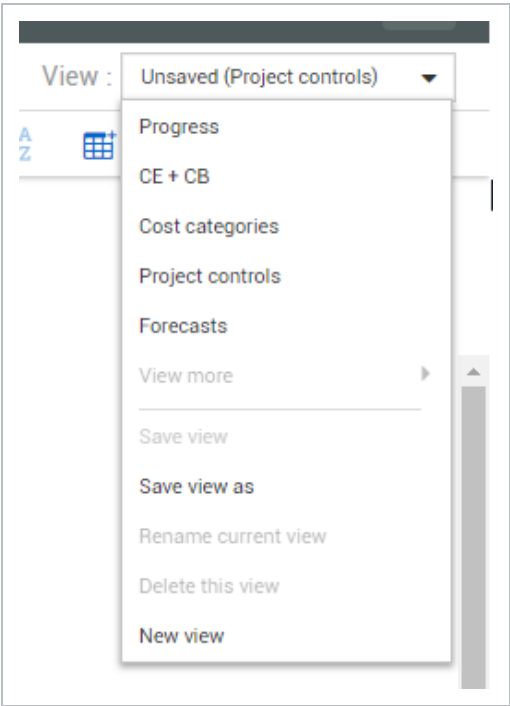 View : Unsaved (Project controls)
A
Z
Progress
CE + CB
Cost categories
Project controls
Forecasts
View more
Save view
Save view as
Rename current view
Delete this view
New view